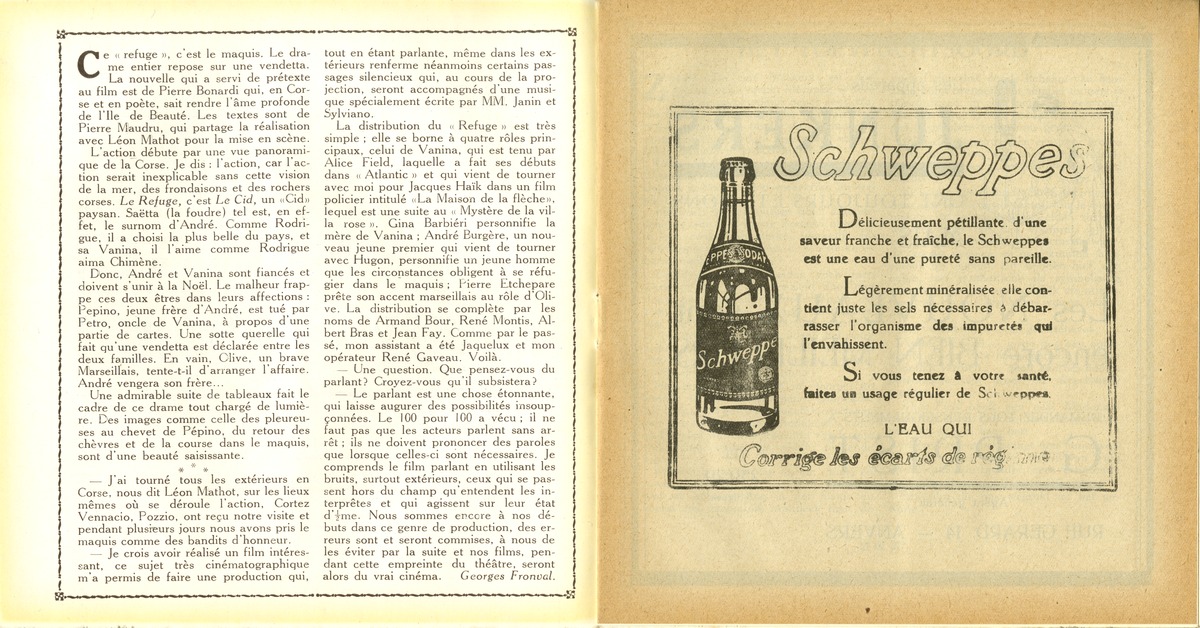 Ce « refuge », c'est le maquis. Le dra-
me entier repose sur une vendetta.
La nouvelle qui a servi de prétexte
au film est de Pierre Bonardi qui, en Cor-
se et en poète, sait rendre l'âme profonde
de l'Ile de Beauté. Les textes sont de
Pierre Maudru, qui partage la réalisation
avec Léon Mathot pour la mise en scène.
L'action débute par une vue panorami-
que de la Corse. Je dis : l'action, car l'ac-
tion serait inexplicable sans cette vision
de la mer, des frondaisons et des rochers
corses. Le Refuge, c'est Le Cid, un «Cid»
paysan. Saëtta (la foudre) tel est, en ef-
fet, le surnom d'André. Comme Rodri-
gue, il a choisi la plus belle du pays, et
sa Vanina, il l'aime comme Rodrigue
aima Chimène.
Donc, André et Vanina sont fiancés et
doivent s'unir à la Noël. Le malheur frap-
pe ces deux êtres dans leurs affections :
Pepino, jeune frère d'André, est tué par
Petro, oncle de Vanina, à propos d'une
partie de cartes. Une sotte querelle qui
fait qu'une vendetta est déclarée entre les
deux familles. En vain, Olive, un brave
Marseillais, tente-t-il d'arranger l'affaire.
André vengera son frère...
Une admirable suite de tableaux fait le
cadre de ce drame tout chargé de lumiè-
re. Des images comme celle des pleureu-
ses au chevet de Pépino, du retour des
chèvres et de la course dans le maquis,
sont d'une beauté saisissante.
* * *
— J'ai tourné tous les extérieurs en
Corse, nous dit Léon Mathot, sur les lieux
mêmes où se déroule l'action, Cortez
Vennacio, Pozzio, ont reçu notre visite et
pendant plusieurs jours nous avons pris le
maquis comme des bandits d'honneur.
— Je crois avoir réalisé un film intéres-
sant, ce sujet très cinématographique
m'a permis de faire une production qui,
tout en étant parlante, même dans les ex-
térieurs renferme néanmoins certains pas-
sages silencieux qui, au cours de la pro-
jection, seront accompagnés d'une musi-
que spécialement écrite par MM. Janin et
Sylviano.
La distribution du « Refuge » est très
simple ; elle se borne à quatre rôles prin-
cipaux, celui de Vanina, qui est tenu par
Alice Field, laquelle a fait ses débuts
dans « Atlantic » et qui vient de tourner
avec moi pour Jacques Haïk dans un film
policier intitulé «La Maison de la flèche»,
lequel est une suite au « Mystère de la vil-
la rose ». Gina Barbiéri personnifie la
mère de Vanina ; André Burgère, un nou-
veau jeune premier qui vient de tourner
avec Hugon, personnifie un jeune homme
que les circonstances obligent à se réfu-
gier dans le maquis ; Pierre Etchepare
prête son accent marseillais au rôle d'Oli-
ve. La distribution se complète par les
noms de Armand Bour, René Montis, Al-
bert Bras et Jean Fay. Comme par le pas-
sé, mon assistant a été Jaquelux et mon
opérateur René Gaveau. Voilà.
— Une question. Que pensez-vous du
parlant? Croyez-vous qu'il subsistera?
— Le parlant est une chose étonnante,
qui laisse augurer des possibilités insoup-
çonnées. Le 100 pour 100 a vécu ; il ne
faut pas que les acteurs parlent sans ar-
rêt ; ils ne doivent prononcer des paroles
que lorsque celles-ci sont nécessaires. Je
comprends le film parlant en utilisant les
bruits, surtout extérieurs, ceux qui se pas-
sent hors du champ qu'entendent les in-
terprètes et qui agissent sur leur état
d'âme. Nous sommes encore à nos dé-
buts dans ce genre de production, des er-
reurs sont et seront commises, à nous de
les éviter par la suite et nos films, pen-
dant cette empreinte du théâtre, seront
alors du vrai cinéma. Georges Fronval.
Schweppes
Délicieusement pétillante d'une
saveur franche et fraîche, le Schweppes
est une eau d'une pureté sans pareille.
Légèrement minéralisée elle con-
tient juste les sels nécessaires à débar-
rasser l'organisme des impuretés qui
l'envahissent.
Si vous tenez à votre santé,
faites un usage régulier de Schweppes.
L'EAU QUI
Corrige les écarts de régime
PPES SODA
Schweppe